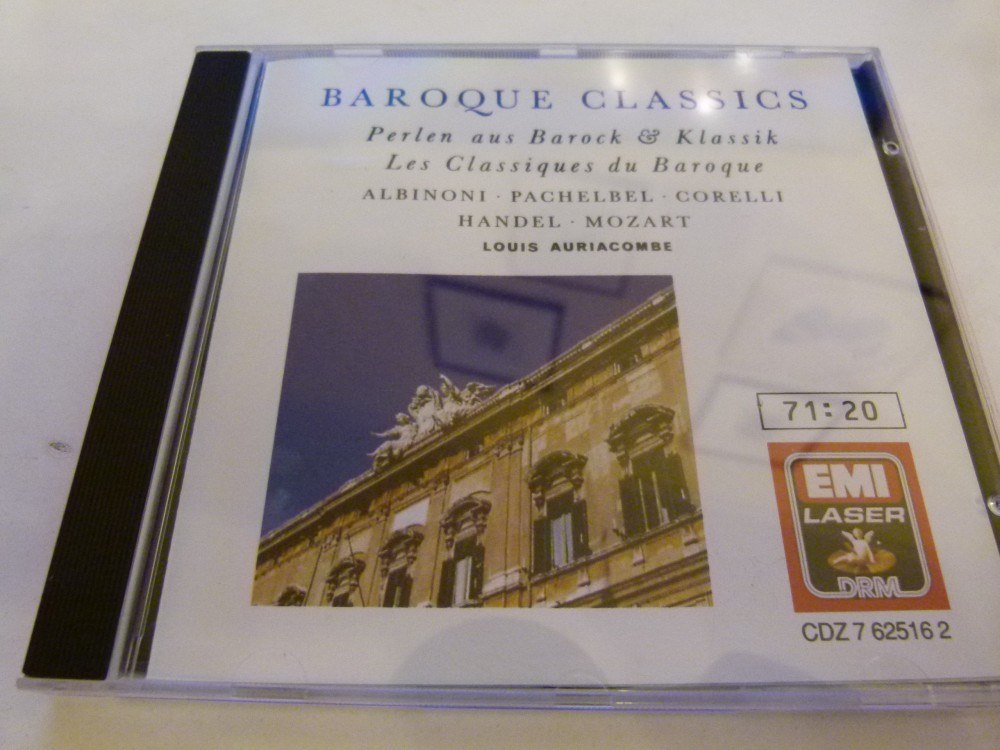 BAROQUE CLASSICS
Perlen aus Barock & Klassik
Les Classiques du Baroque
ALBINONI · PACHELBEL · CORELLI
HANDEL · MOZART
LOUIS AURIACOMBE
71:20
EMI
LASER
DRM
CDZ 7 62516 2